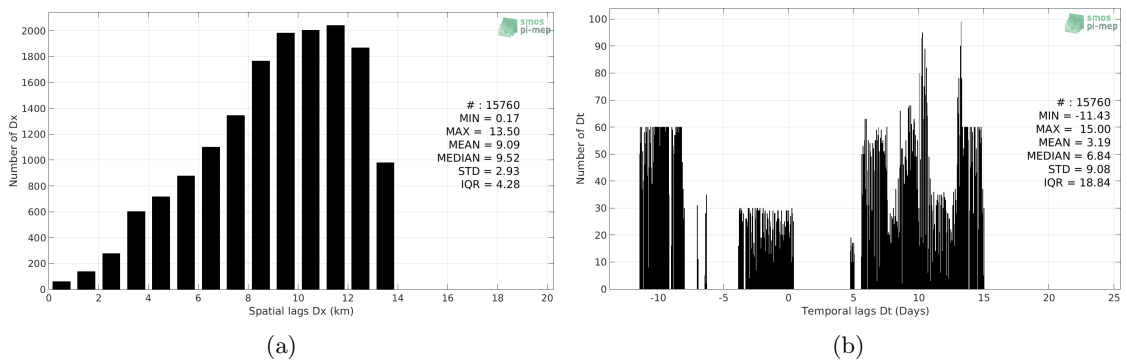 2000
1800
1600
1400
1200
1000
800
600
400
200
0
Number of Dx
smos
pi-mep
# : 15760
MIN = 0.17
MAX = 13.50
MEAN = 9.09
MEDIAN = 9.52
STD = 2.93
IQR = 4.28
0 2 4 6 8 10 12 14 16 18 20
Spatial lags Dx (km)
(a)
100
90
80
70
60
50
40
30
20
10
0
Number of Dt
smos
pi-mep
# : 15760
MIN = -11.43
MAX = 15.00
MEAN = 3.19
MEDIAN = 6.84
STD = 9.08
IQR = 18.84
-10 -5 0 5 10 15 20 25
Temporal lags Dt (Days)
(b)